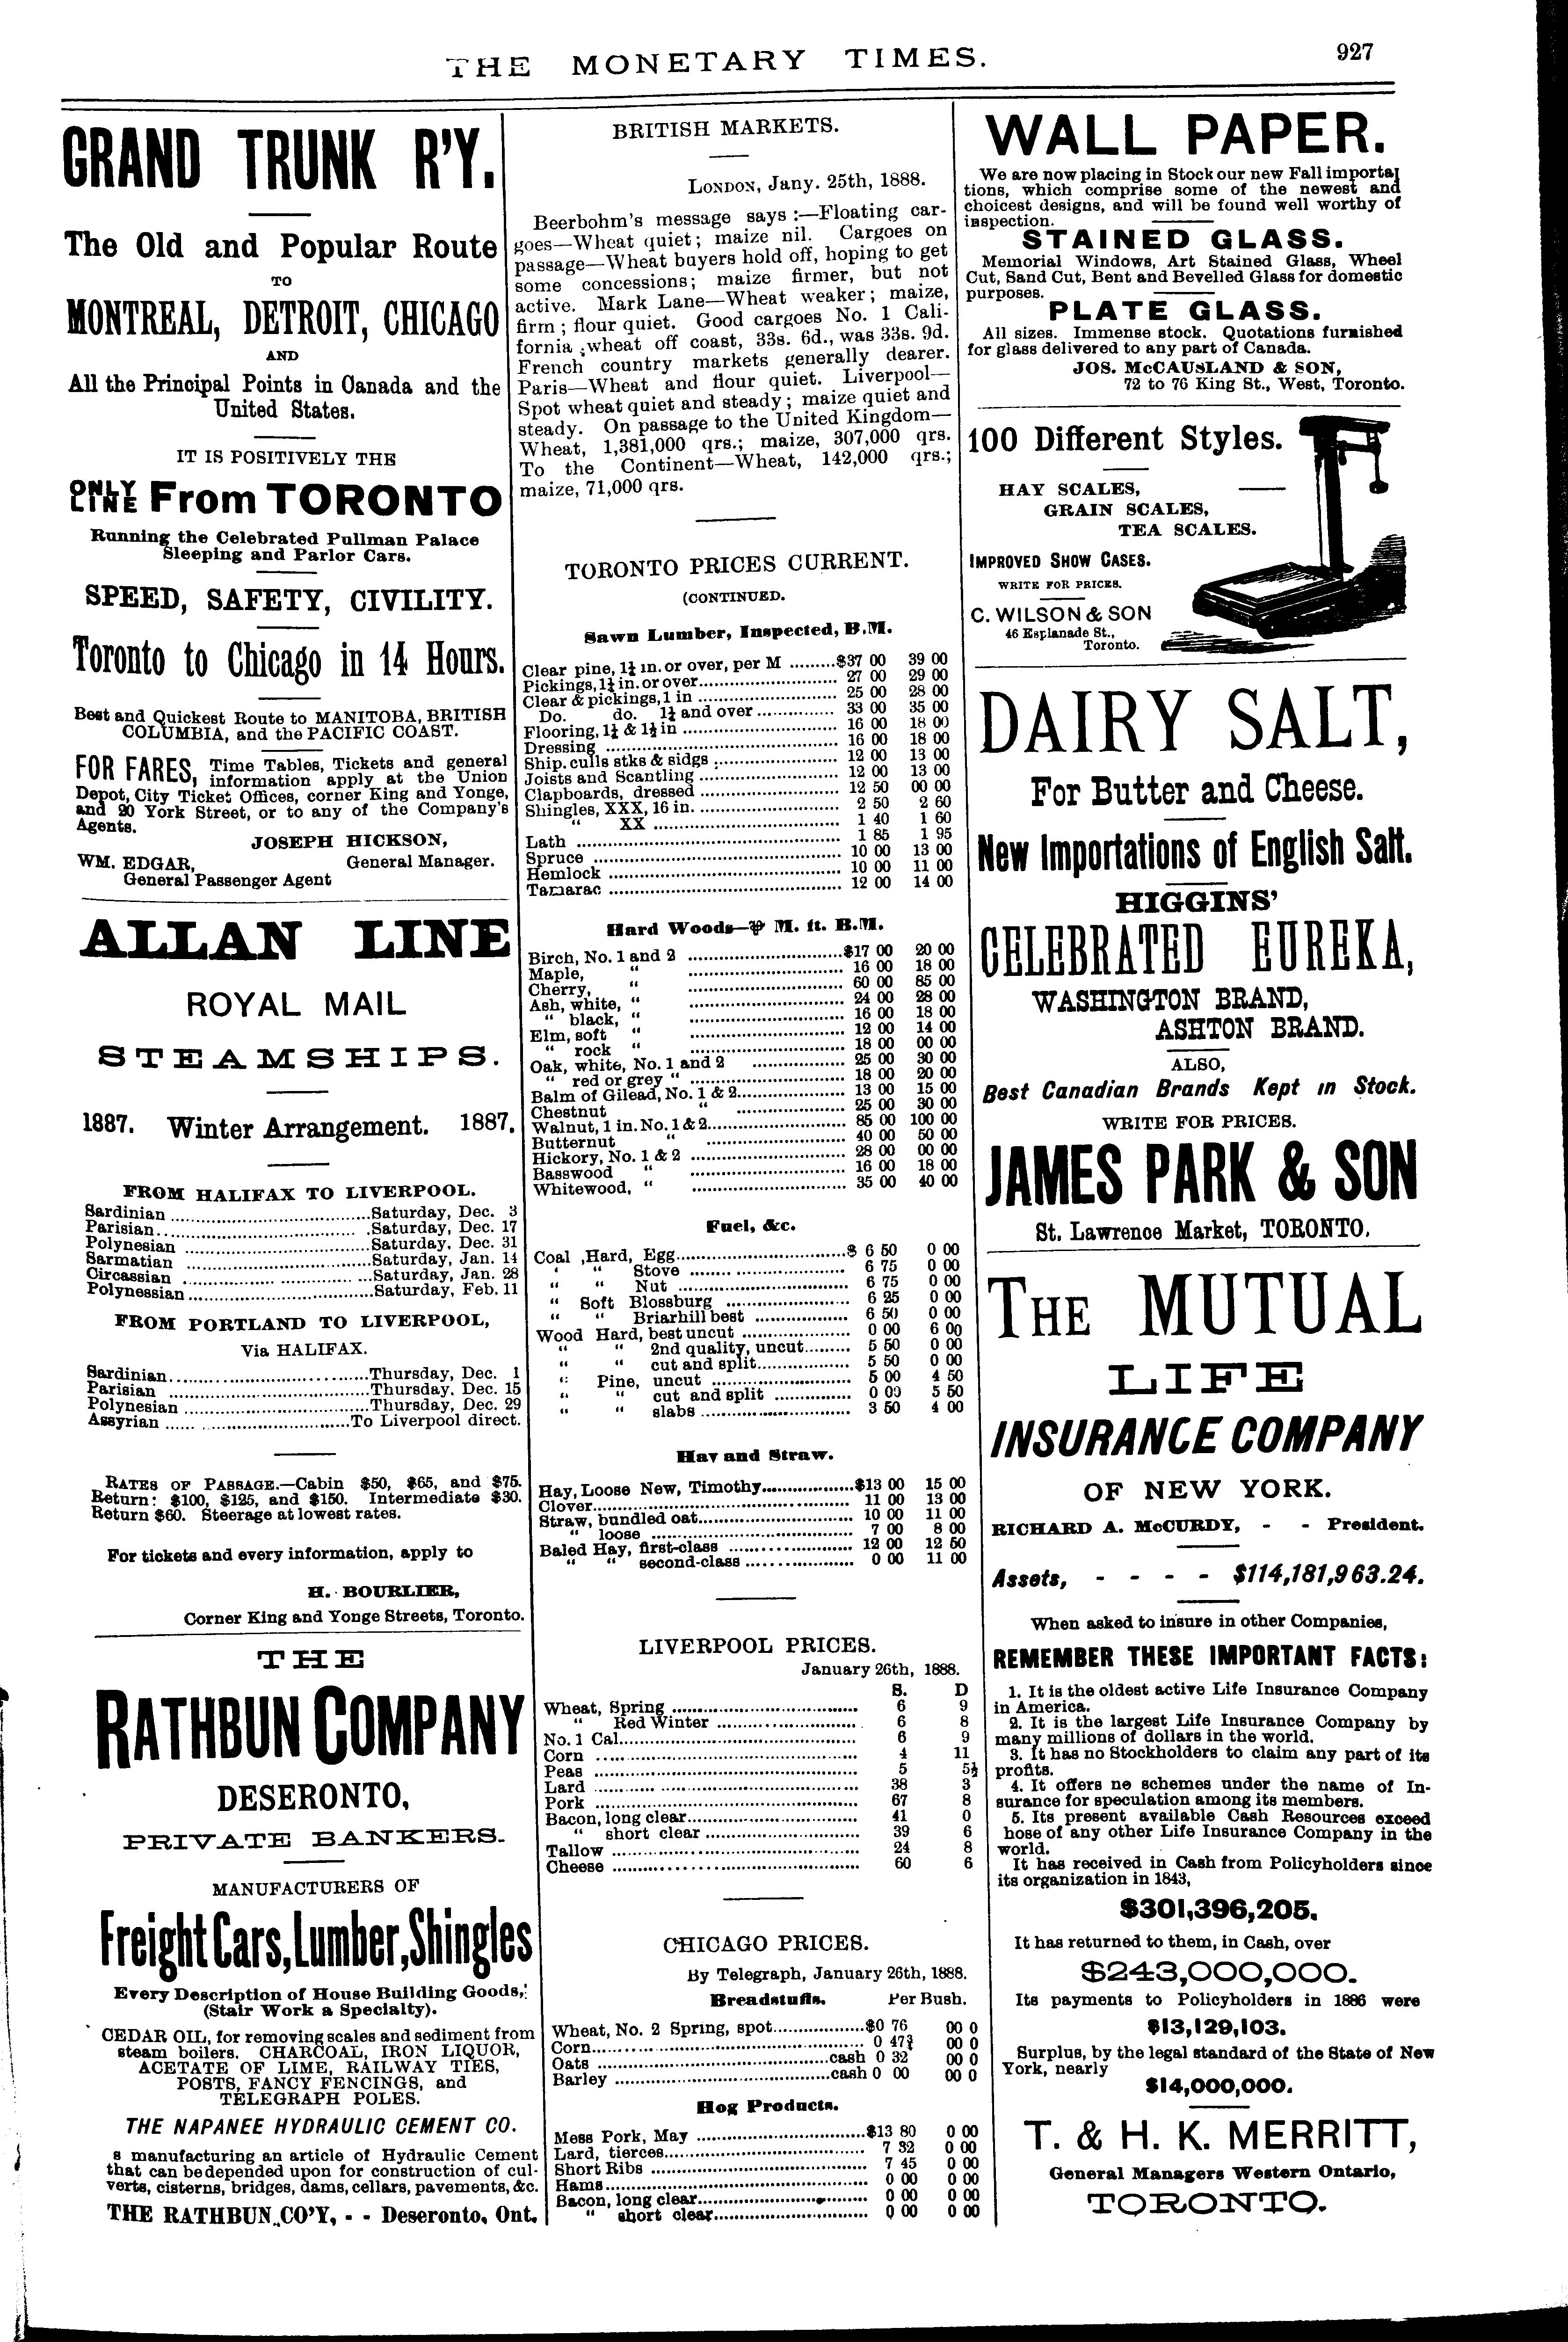 THE MONETARY TIMES.
927
GRAND TRUNK R'Y.
The Old and Popular Route
TO
MONTREAL, DETROIT, CHICAGO
AND
All the Principal Points in Canada and the
United States.
IT IS POSITIVELY THE
ONLY LINE From TORONTO
Running the Celebrated Pullman Palace
Sleeping and Parlor Cars.
SPEED, SAFETY, CIVILITY.
Toronto to Chicago in 14 Hours.
Best and Quickest Route to MANITOBA, BRITISH
COLUMBIA, and the PACIFIC COAST.
FOR FARES, Time Tables, Tickets and general
information apply at the Union
Depot, City Ticket Offices, corner King and Yonge,
and 20 York Street, or to any of the Company's
Agents.
JOSEPH HICKSON,
WM. EDGAR, General Manager.
General Passenger Agent
ALLAN LINE
ROYAL MAIL
STEAMSHIPS.
1887. Winter Arrangement. 1887.
FROM HALIFAX TO LIVERPOOL.
Sardinian ........ Saturday, Dec. 3
Parisian ........ Saturday, Dec. 17
Polynesian ........ Saturday, Dec. 31
Sarmatian ........ Saturday, Jan. 14
Circassian ........ Saturday, Jan. 28
Polynessian ........ Saturday, Feb. 11
FROM PORTLAND TO LIVERPOOL,
Via HALIFAX.
Sardinian ........ Thursday, Dec. 1
Parisian ........ Thursday, Dec. 15
Polynesian ........ Thursday, Dec. 29
Assyrian ........ To Liverpool direct.
RATES OF PASSAGE.—Cabin $50, $65, and $75.
Return: $100, $125, and $150. Intermediate $30.
Return $60. Steerage at lowest rates.
For tickets and every information, apply to
H. BOURLIER,
Corner King and Yonge Streets, Toronto.
THE
RATHBUN COMPANY
DESERONTO,
PRIVATE BANKERS.
MANUFACTURERS OF
Freight Cars, Lumber, Shingles
Every Description of House Building Goods,
(Stair Work a Specialty).
CEDAR OIL, for removing scales and sediment from
steam boilers. CHARCOAL, IRON LIQUOR,
ACETATE OF LIME, RAILWAY TIES,
POSTS, FANCY FENCINGS, and
TELEGRAPH POLES.
THE NAPANEE HYDRAULIC CEMENT CO.
s manufacturing an article of Hydraulic Cement
that can be depended upon for construction of cul-
verts, cisterns, bridges, dams, cellars, pavements, &c.
THE RATHBUN CO'Y, - - Deseronto, Ont.
BRITISH MARKETS.
LONDON, Jany. 25th, 1888.
Beerbohm's message says :—Floating car-
goes—Wheat quiet; maize nil. Cargoes on
passage—Wheat buyers hold off, hoping to get
some concessions; maize firmer, but not
active. Mark Lane—Wheat weaker; maize,
firm; flour quiet. Good cargoes No. 1 Cali-
fornia wheat off coast, 33s. 6d., was 33s. 9d.
French country markets generally dearer.
Paris—Wheat and flour quiet. Liverpool—
Spot wheat quiet and steady; maize quiet and
steady. On passage to the United Kingdom—
Wheat, 1,381,000 qrs.; maize, 307,000 qrs.
To the Continent—Wheat, 142,000 qrs.;
maize, 71,000 qrs.
TORONTO PRICES CURRENT.
(CONTINUED.
Sawn Lumber, Inspected, B.M.
Clear pine, 1¼ in. or over, per M ........ $37 00 39 00
Pickings, 1¼ in. or over ........ 27 00 29 00
Clear & pickings, 1 in ........ 25 00 28 00
Do. do. 1¼ and over ........ 33 00 35 00
Flooring, 1¼ & 1½ in ........ 16 00 18 00
Dressing ........ 16 00 18 00
Ship. culls stks & sidgs ........ 12 00 13 00
Joists and Scantling ........ 12 00 13 00
Clapboards, dressed ........ 12 50 00 00
Shingles, XXX, 16 in. ........ 2 50 2 60
" XX ........ 1 40 1 60
Lath ........ 1 85 1 95
Spruce ........ 10 00 13 00
Hemlock ........ 10 00 11 00
Tamarac ........ 12 00 14 00
Hard Woods—℔ M. ft. B.M.
Birch, No. 1 and 2 ........ $17 00 20 00
Maple, " ........ 16 00 18 00
Cherry, " ........ 60 00 85 00
Ash, white, " ........ 24 00 28 00
" black, " ........ 16 00 18 00
Elm, soft " ........ 12 00 14 00
" rock " ........ 18 00 00 00
Oak, white, No. 1 and 2 ........ 25 00 30 00
" red or grey " ........ 18 00 20 00
Balm of Gilead, No. 1 & 2 ........ 13 00 15 00
Chestnut " ........ 25 00 30 00
Walnut, 1 in. No. 1 & 2 ........ 85 00 100 00
Butternut " ........ 40 00 50 00
Hickory, No. 1 & 2 ........ 28 00 00 00
Basswood " ........ 16 00 18 00
Whitewood, " ........ 35 00 40 00
Fuel, &c.
Coal, Hard, Egg ........ $ 6 50 0 00
" " Stove ........ 6 75 0 00
" " Nut ........ 6 75 0 00
" Soft Blossburg ........ 6 25 0 00
" " Briarhill best ........ 6 50 0 00
Wood Hard, best uncut ........ 0 00 6 00
" " 2nd quality, uncut ........ 5 50 0 00
" " cut and split ........ 5 50 0 00
" Pine, uncut ........ 5 00 4 50
" " cut and split ........ 0 00 5 50
" " slabs ........ 3 50 4 00
Hay and Straw.
Hay, Loose New, Timothy ........ $13 00 15 00
Clover ........ 11 00 13 00
Straw, bundled oat ........ 10 00 11 00
" loose ........ 7 00 8 00
Baled Hay, first-class ........ 12 00 12 50
" " second-class ........ 0 00 11 00
LIVERPOOL PRICES.
January 26th, 1888.
S. D
Wheat, Spring ........ 6 9
" Red Winter ........ 6 8
No. 1 Cal ........ 6 9
Corn ........ 4 11
Peas ........ 5 5½
Lard ........ 38 3
Pork ........ 67 8
Bacon, long clear ........ 41 0
" short clear ........ 39 6
Tallow ........ 24 8
Cheese ........ 60 6
CHICAGO PRICES.
By Telegraph, January 26th, 1888.
Breadstuffs. Per Bush.
Wheat, No. 2 Spring, spot ........ $0 76 00 0
Corn ........ 0 47¾ 00 0
Oats ........ cash 0 32 00 0
Barley ........ cash 0 00 00 0
Hog Products.
Mess Pork, May ........ $13 80 0 00
Lard, tierces ........ 7 32 0 00
Short Ribs ........ 7 45 0 00
Hams ........ 0 00 0 00
Bacon, long clear ........ 0 00 0 00
" short clear ........ 0 00 0 00
WALL PAPER.
We are now placing in Stock our new Fall importa
tions, which comprise some of the newest and
choicest designs, and will be found well worthy of
inspection.
STAINED GLASS.
Memorial Windows, Art Stained Glass, Wheel
Cut, Sand Cut, Bent and Bevelled Glass for domestic
purposes.
PLATE GLASS.
All sizes. Immense stock. Quotations furnished
for glass delivered to any part of Canada.
JOS. McCAUSLAND & SON,
72 to 76 King St., West, Toronto.
100 Different Styles.
HAY SCALES,
GRAIN SCALES,
TEA SCALES.
IMPROVED SHOW CASES.
WRITE FOR PRICES.
C. WILSON & SON
46 Esplanade St.,
Toronto.
DAIRY SALT,
For Butter and Cheese.
New Importations of English Salt.
HIGGINS'
CELEBRATED EUREKA,
WASHINGTON BRAND,
ASHTON BRAND.
ALSO,
Best Canadian Brands Kept in Stock.
WRITE FOR PRICES.
JAMES PARK & SON
St. Lawrence Market, TORONTO.
THE MUTUAL
LIFE
INSURANCE COMPANY
OF NEW YORK.
RICHARD A. McCURDY, - - President.
Assets, - - - - $114,181,963.24.
When asked to insure in other Companies,
REMEMBER THESE IMPORTANT FACTS:
1. It is the oldest active Life Insurance Company
in America.
2. It is the largest Life Insurance Company by
many millions of dollars in the world.
3. It has no Stockholders to claim any part of its
profits.
4. It offers ne schemes under the name of In-
surance for speculation among its members.
5. Its present available Cash Resources exceed
hose of any other Life Insurance Company in the
world.
It has received in Cash from Policyholders since
its organization in 1843,
$301,396,205.
It has returned to them, in Cash, over
$243,000,000.
Its payments to Policyholders in 1886 were
$13,129,103.
Surplus, by the legal standard of the State of New
York, nearly
$14,000,000.
T. & H. K. MERRITT,
General Managers Western Ontario,
TORONTO.